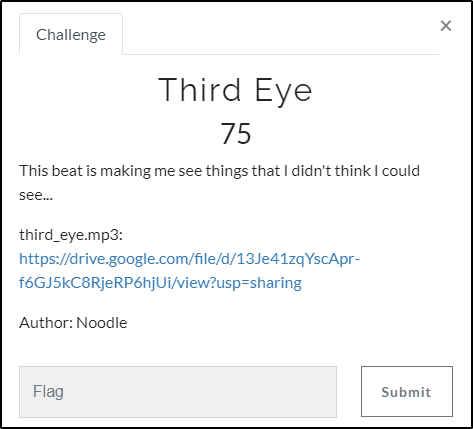 Challenge
×
Third Eye
75
This beat is making me see things that I didn't think I could
see...
third_eye.mp3:
https://drive.google.com/file/d/13Je41zqYscApr-
f6GJ5kC8RjeRP6hjUi/view?usp=sharing
Author: Noodle
Flag
Submit